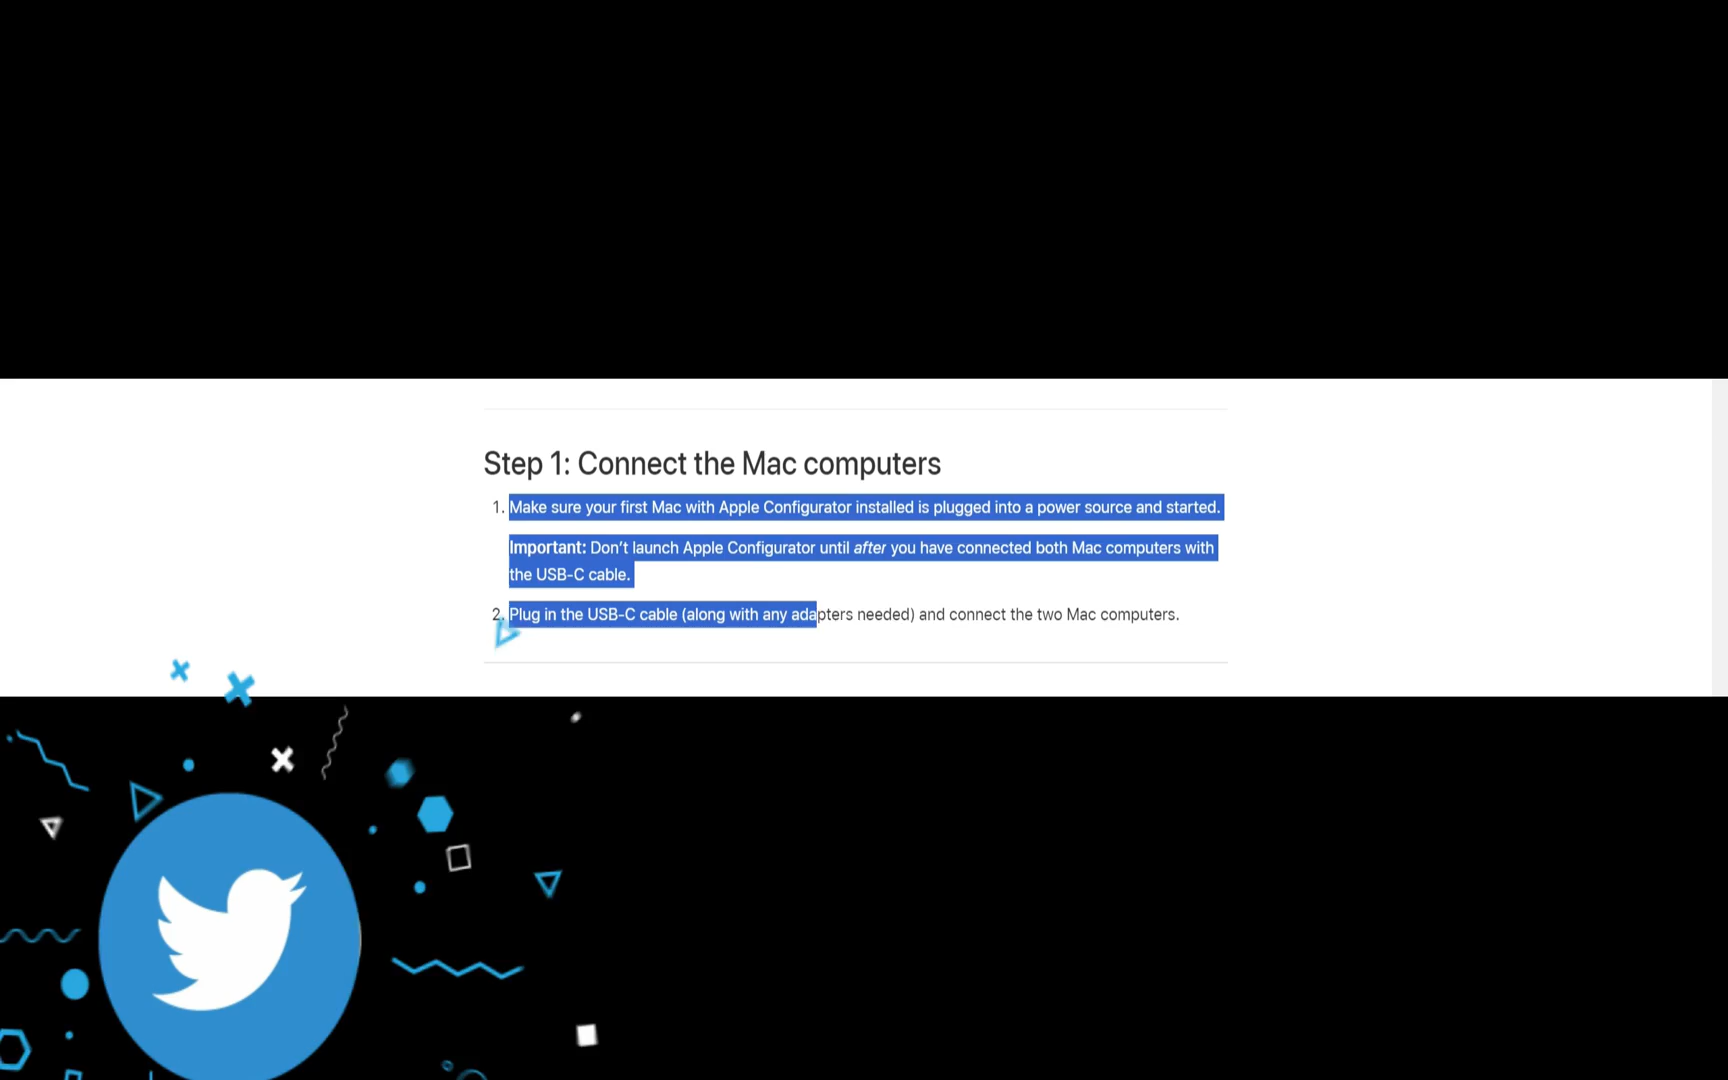 Step 1: Connect the Mac computers
1. Make sure your first Mac with Apple Configurator installed is plugged into a power source and started.
Important: Don’t launch Apple Configurator until after you have connected both Mac computers with
the USB-C cable.
2. Plug in the USB-C cable (along with any adapters needed) and connect the two Mac computers.